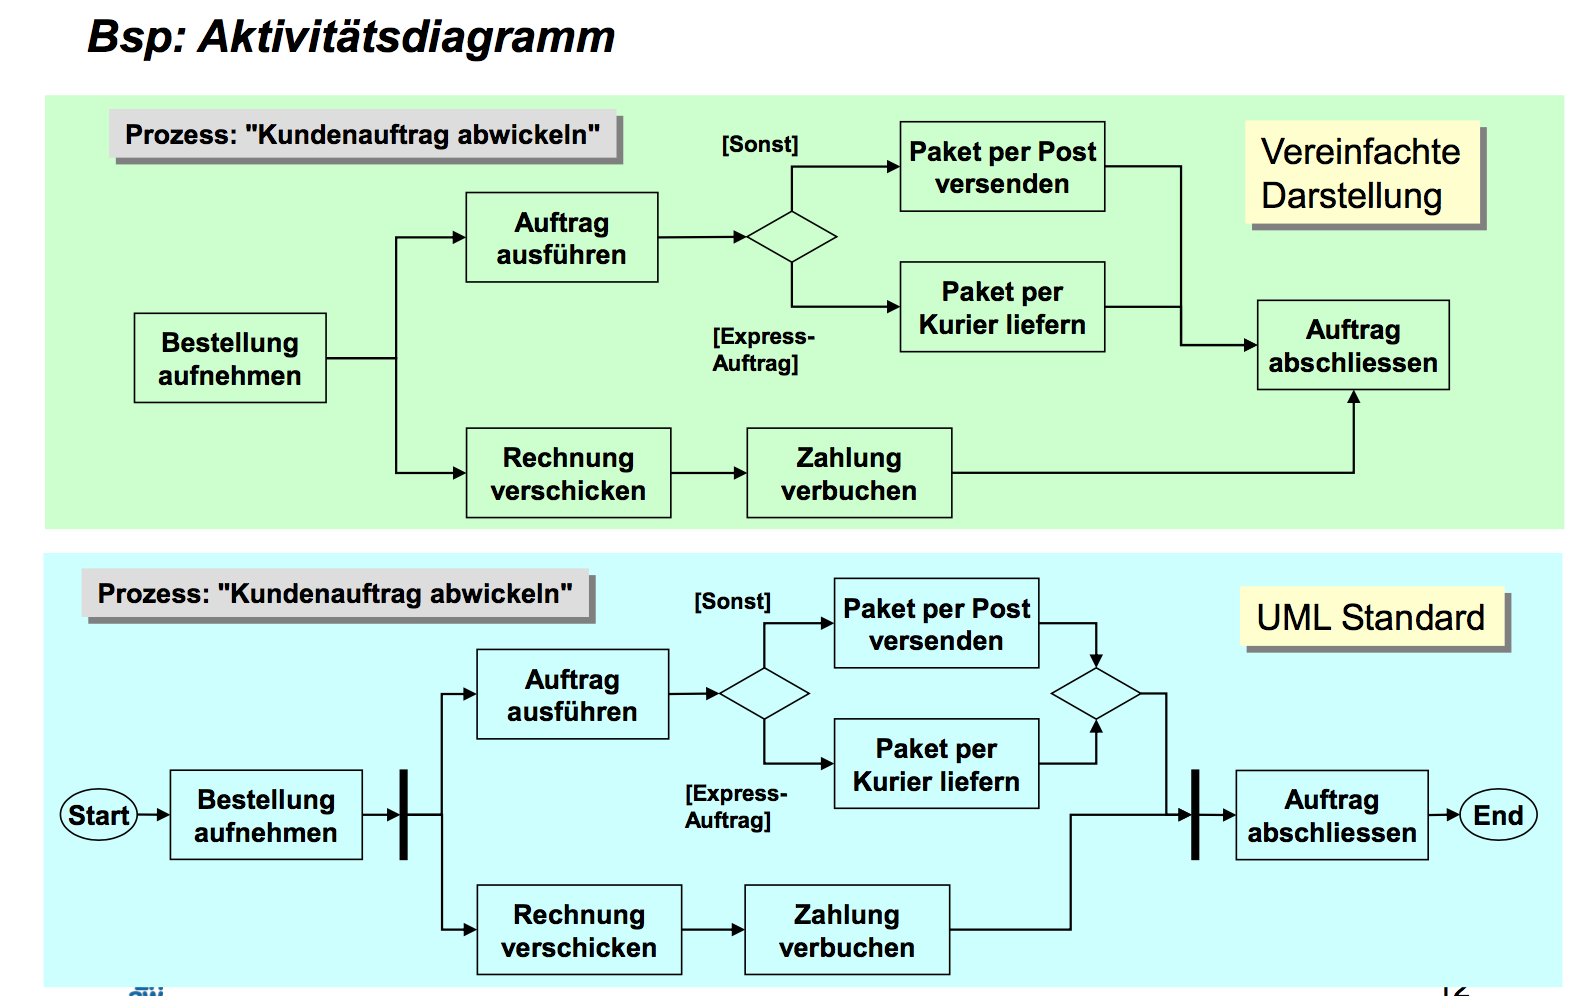 Bsp: Aktivitätsdiagramm
Prozess: "Kundenauftrag abwickeln"
Vereinfachte
Darstellung
[Sonst]
Paket per Post
versenden
Auftrag
ausführen
[Express-
Auftrag]
Paket per
Kurier liefern
Bestellung
aufnehmen
Auftrag
abschliessen
Rechnung
verschicken
Zahlung
verbuchen
Prozess: "Kundenauftrag abwickeln"
UML Standard
[Sonst]
Paket per Post
versenden
Auftrag
ausführen
[Express-
Auftrag]
Paket per
Kurier liefern
Start
Bestellung
aufnehmen
Auftrag
abschliessen
End
Rechnung
verschicken
Zahlung
verbuchen